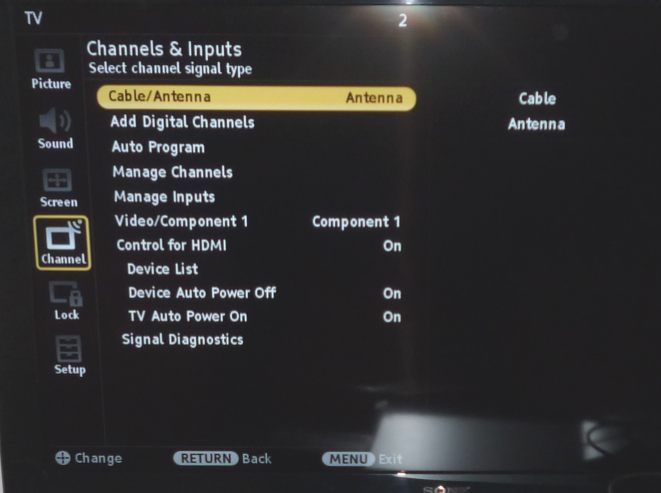 TV
2
Channels & Inputs
Select channel signal type
Picture
Sound
Screen
Channel
Lock
Setup
Cable/Antenna Antenna
Add Digital Channels
Auto Program
Manage Channels
Manage Inputs
Video/Component 1 Component 1
Control for HDMI On
Device List
Device Auto Power Off On
TV Auto Power On On
Signal Diagnostics
Cable
Antenna
Change RETURN Back MENU Exit
SONY